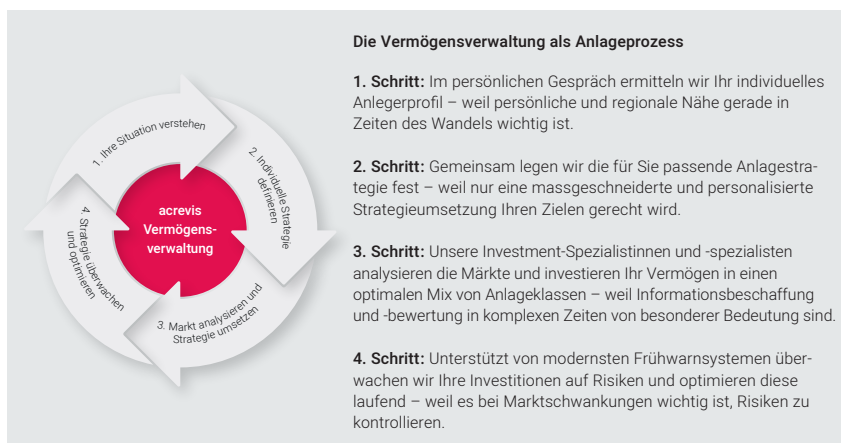 1. Ihre Situation verstehen
2. Individuelle Strategie
definieren
3. Markt analysieren und
Strategie umsetzen
4. Strategie überwachen
und optimieren
acrevis
Vermögens-
verwaltung
Die Vermögensverwaltung als Anlageprozess
1. Schritt: Im persönlichen Gespräch ermitteln wir Ihr individuelles
Anlegerprofil – weil persönliche und regionale Nähe gerade in
Zeiten des Wandels wichtig ist.
2. Schritt: Gemeinsam legen wir die für Sie passende Anlagestra-
tegie fest – weil nur eine massgeschneiderte und personalisierte
Strategieumsetzung Ihren Zielen gerecht wird.
3. Schritt: Unsere Investment-Spezialistinnen und -spezialisten
analysieren die Märkte und investieren Ihr Vermögen in einen
optimalen Mix von Anlageklassen – weil Informationsbeschaffung
und -bewertung in komplexen Zeiten von besonderer Bedeutung sind.
4. Schritt: Unterstützt von modernsten Frühwarnsystemen über-
wachen wir Ihre Investitionen auf Risiken und optimieren diese
laufend – weil es bei Marktschwankungen wichtig ist, Risiken zu
kontrollieren.